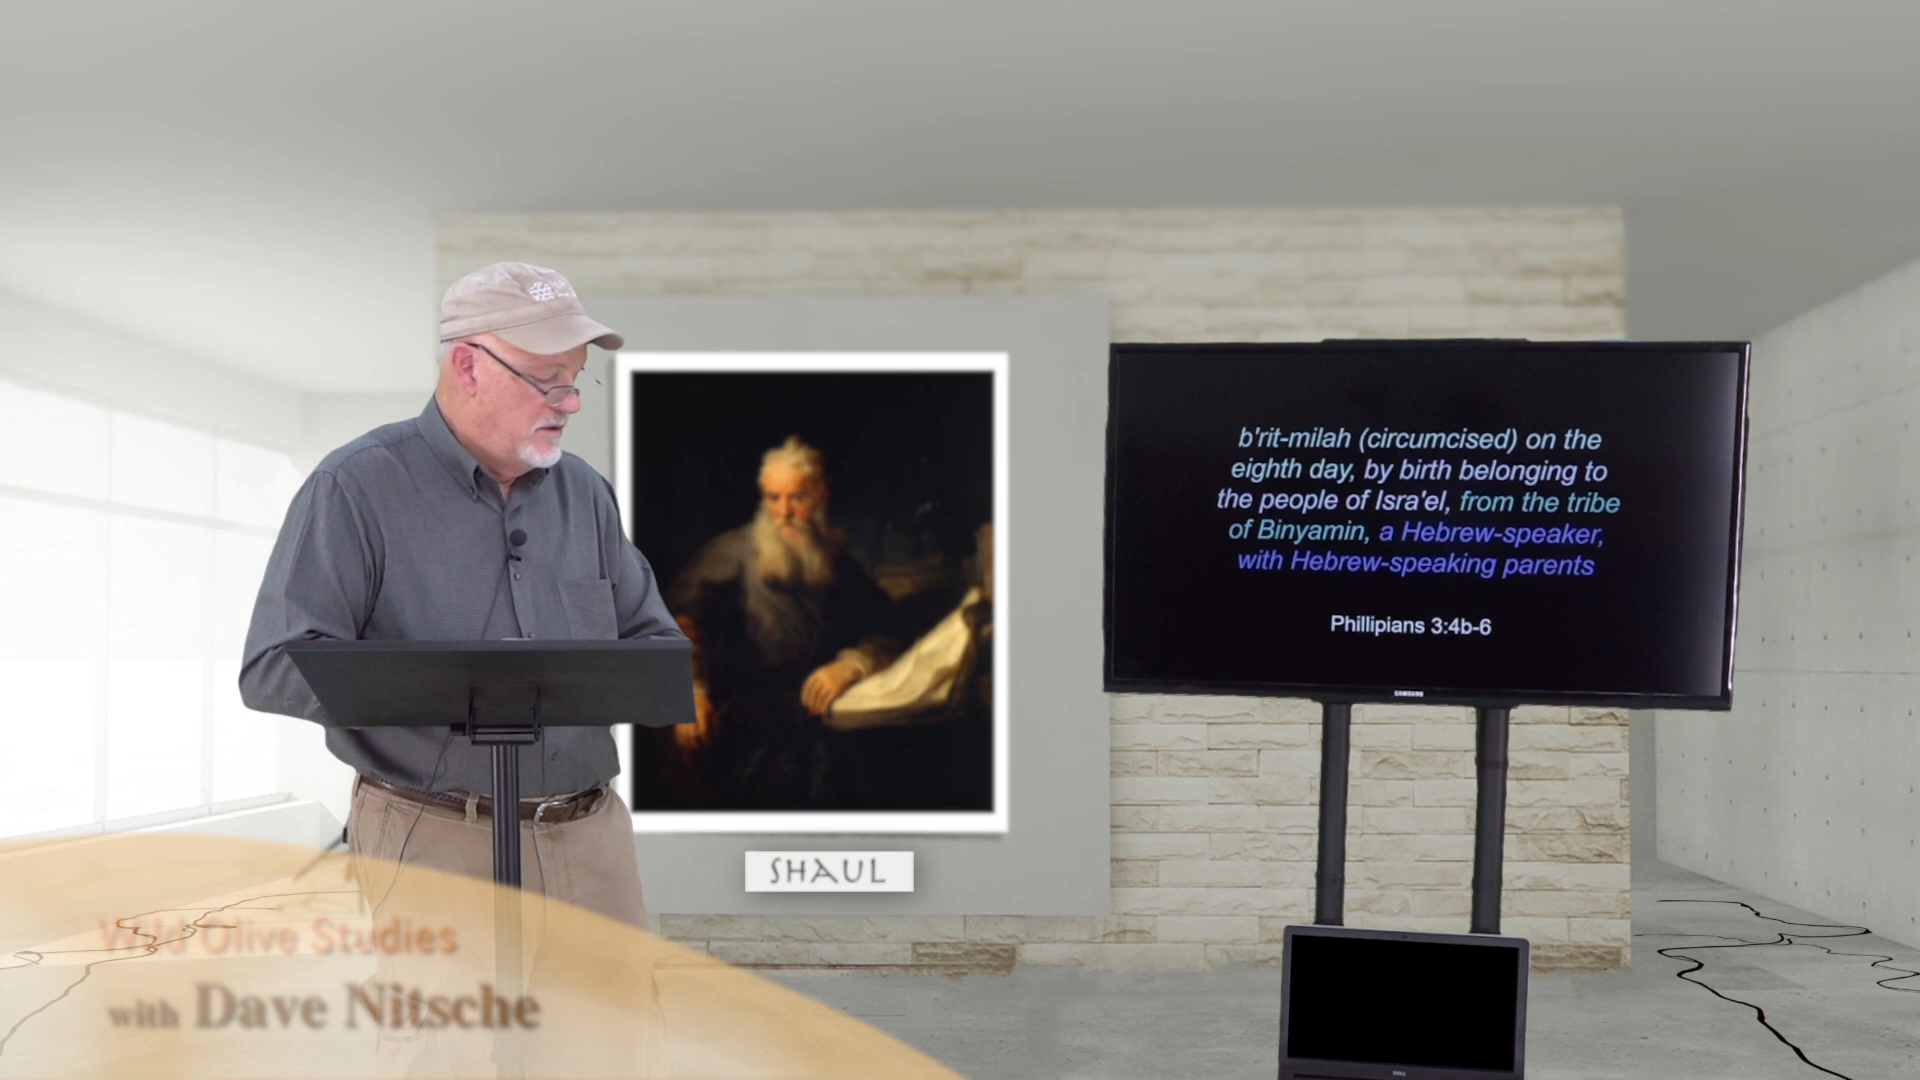 b'rit-milah (circumcised) on the
eighth day, by birth belonging to
the people of Isra'el, from the tribe
of Binyamin, a Hebrew-speaker,
with Hebrew-speaking parents
Phillipians 3:4b-6
SAMSUNG
SHAUL
Wild Olive Studies
with Dave Nitsche
DELL